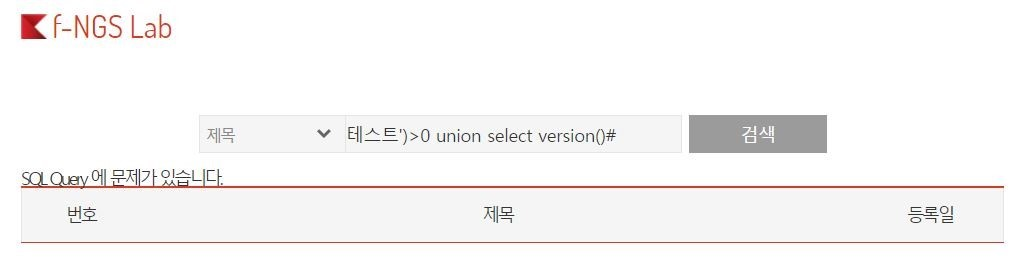 f-NGS Lab
제목 테스트')>0 union select version()# 검색
SQL Query 에 문제가 있습니다.
번호 제목 등록일